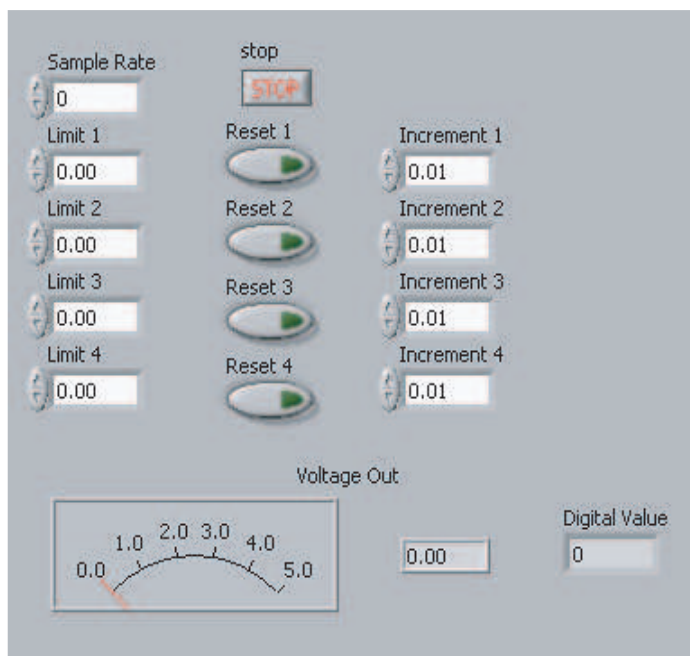 Sample Rate
stop
0
STOP
Limit 1
Reset 1
Increment 1
0.00
0.01
Limit 2
Reset 2
Increment 2
0.00
0.01
Limit 3
Reset 3
Increment 3
0.00
0.01
Limit 4
Reset 4
Increment 4
0.00
0.01
Voltage Out
0.0
1.0
2.0
3.0
4.0
5.0
0.00
Digital Value
0